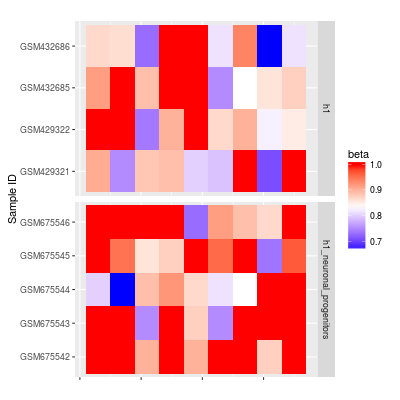 GSM432686
GSM432685
GSM429322
GSM429321
h1
GSM675546
GSM675545
GSM675544
GSM675543
GSM675542
h1_neuronal_progenitors
Sample ID
beta
1.0
0.9
0.8
0.7